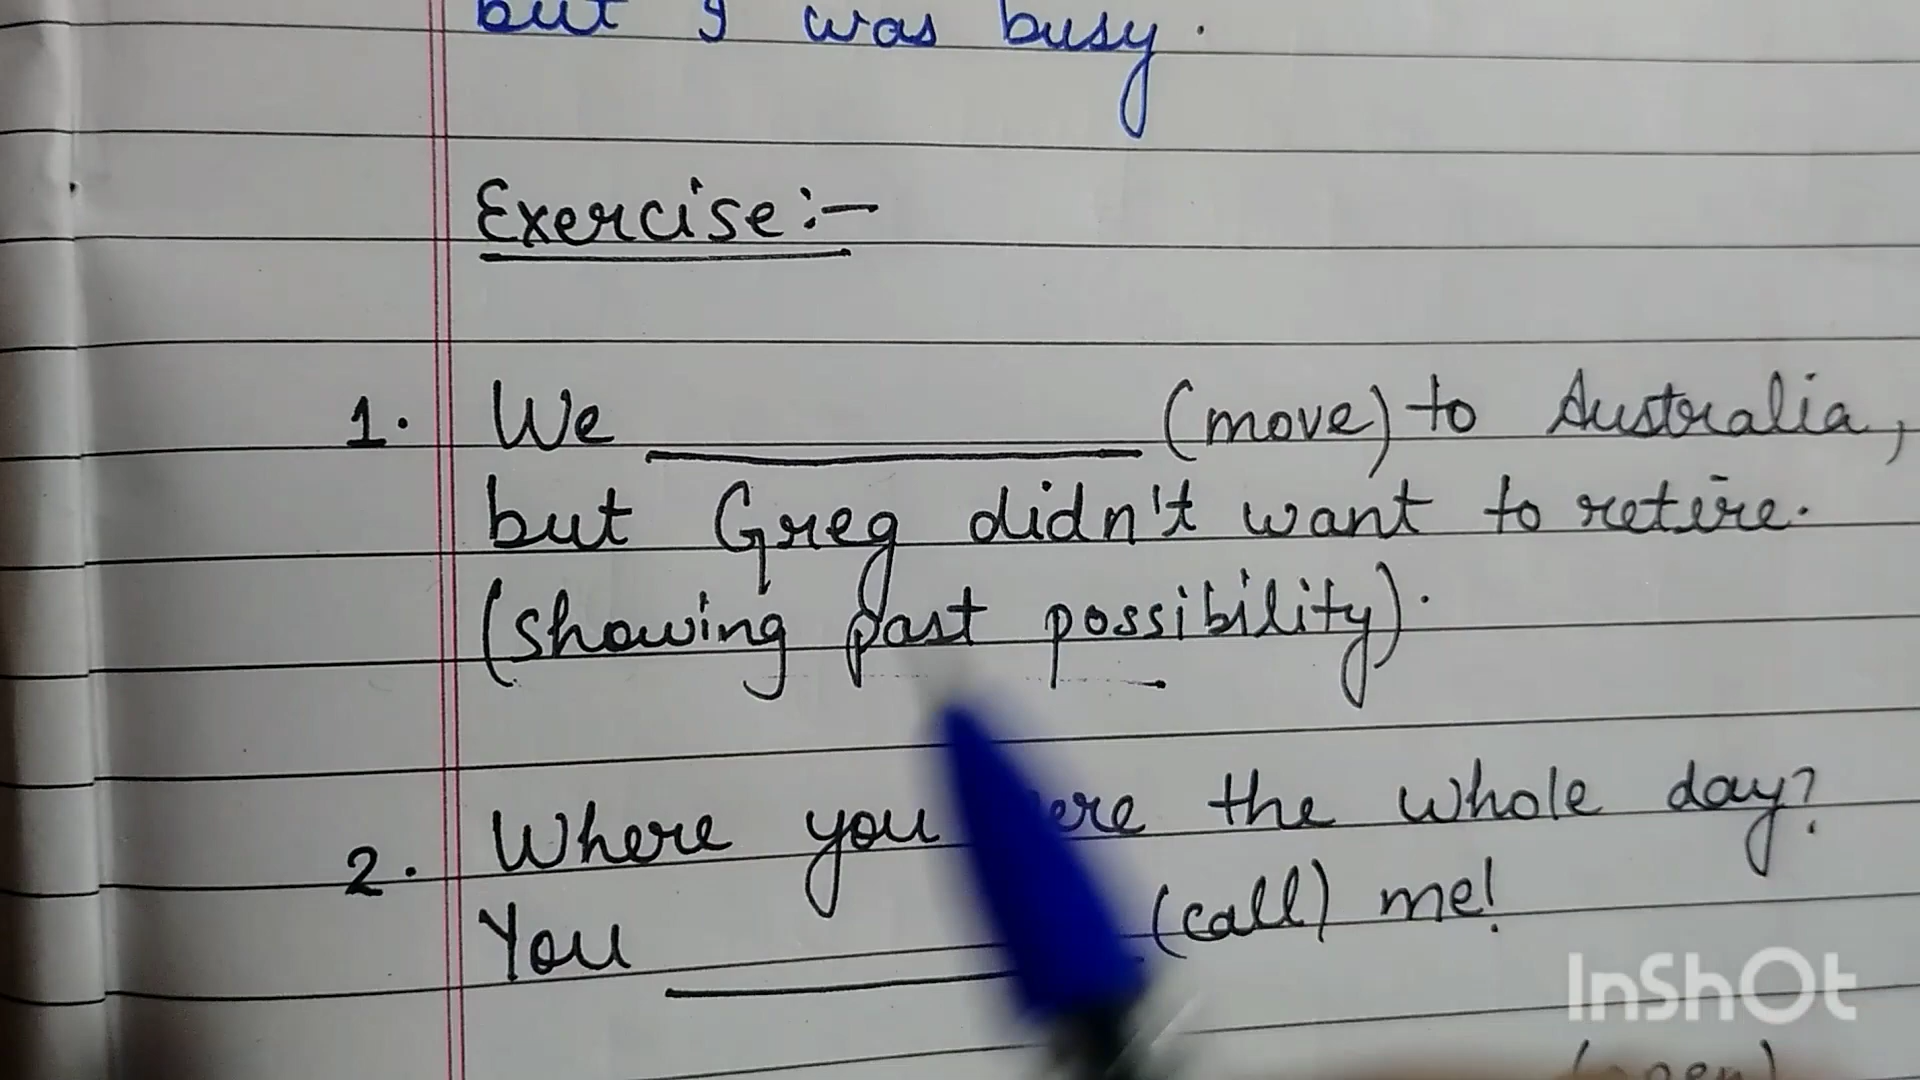 but I was busy.
Exercise:-
1. We ________ (move) to Australia,
but Greg didn't want to retire.
(showing past possibility).
2. Where you the whole day?
You ________ (call) me!
InShOt